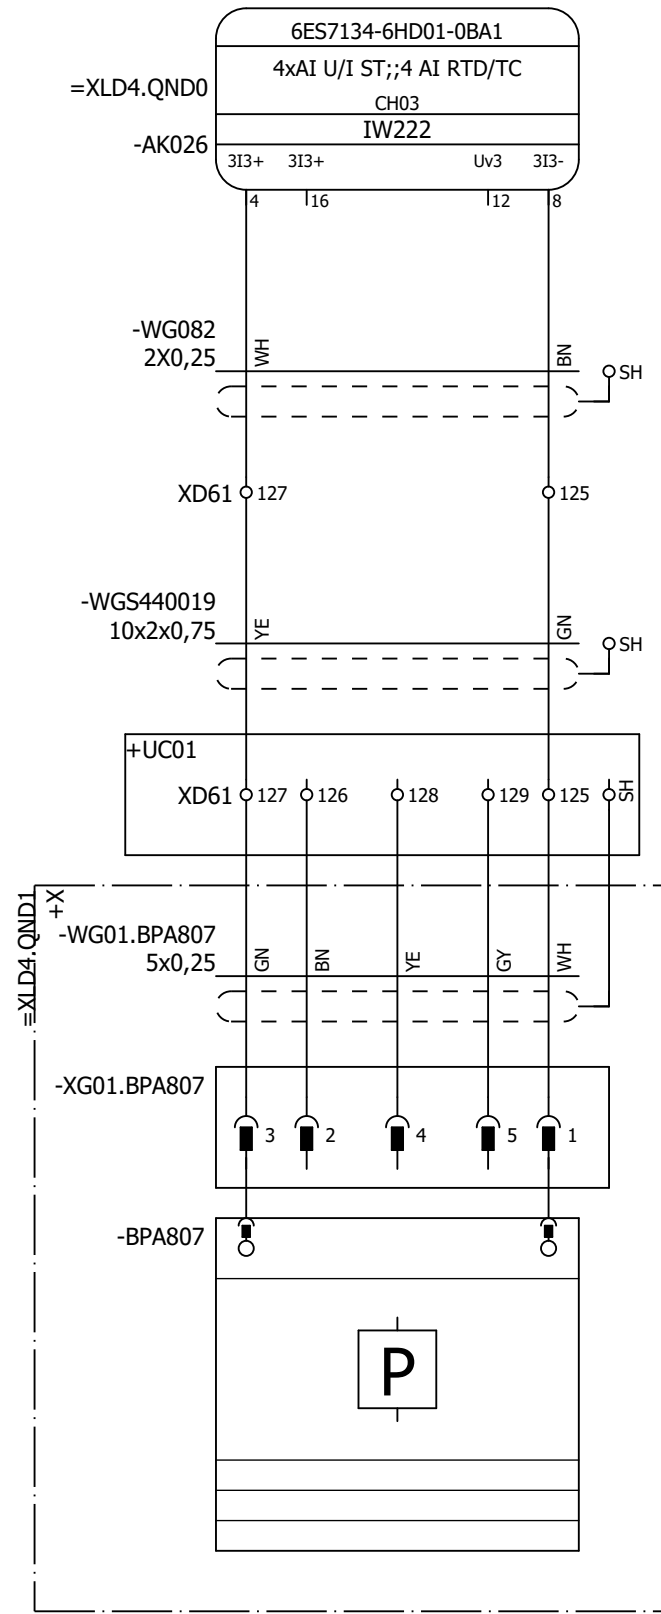 6ES7134-6HD01-0BA1
4xAI U/I ST;;4 AI RTD/TC
=XLD4.QND0
CH03
IW222
-AK026
3I3+ 3I3+ Uv3 3I3-
4 16 12 8
-WG082
2X0,25
WH BN
SH
XD61 127 125
-WGS440019
10x2x0,75
YE GN
SH
+UC01
XD61 127 126 128 129 125 SH
=XLD4.QND1
+X
-WG01.BPA807
5x0,25
GN BN YE GY WH
-XG01.BPA807
3 2 4 5 1
-BPA807
P